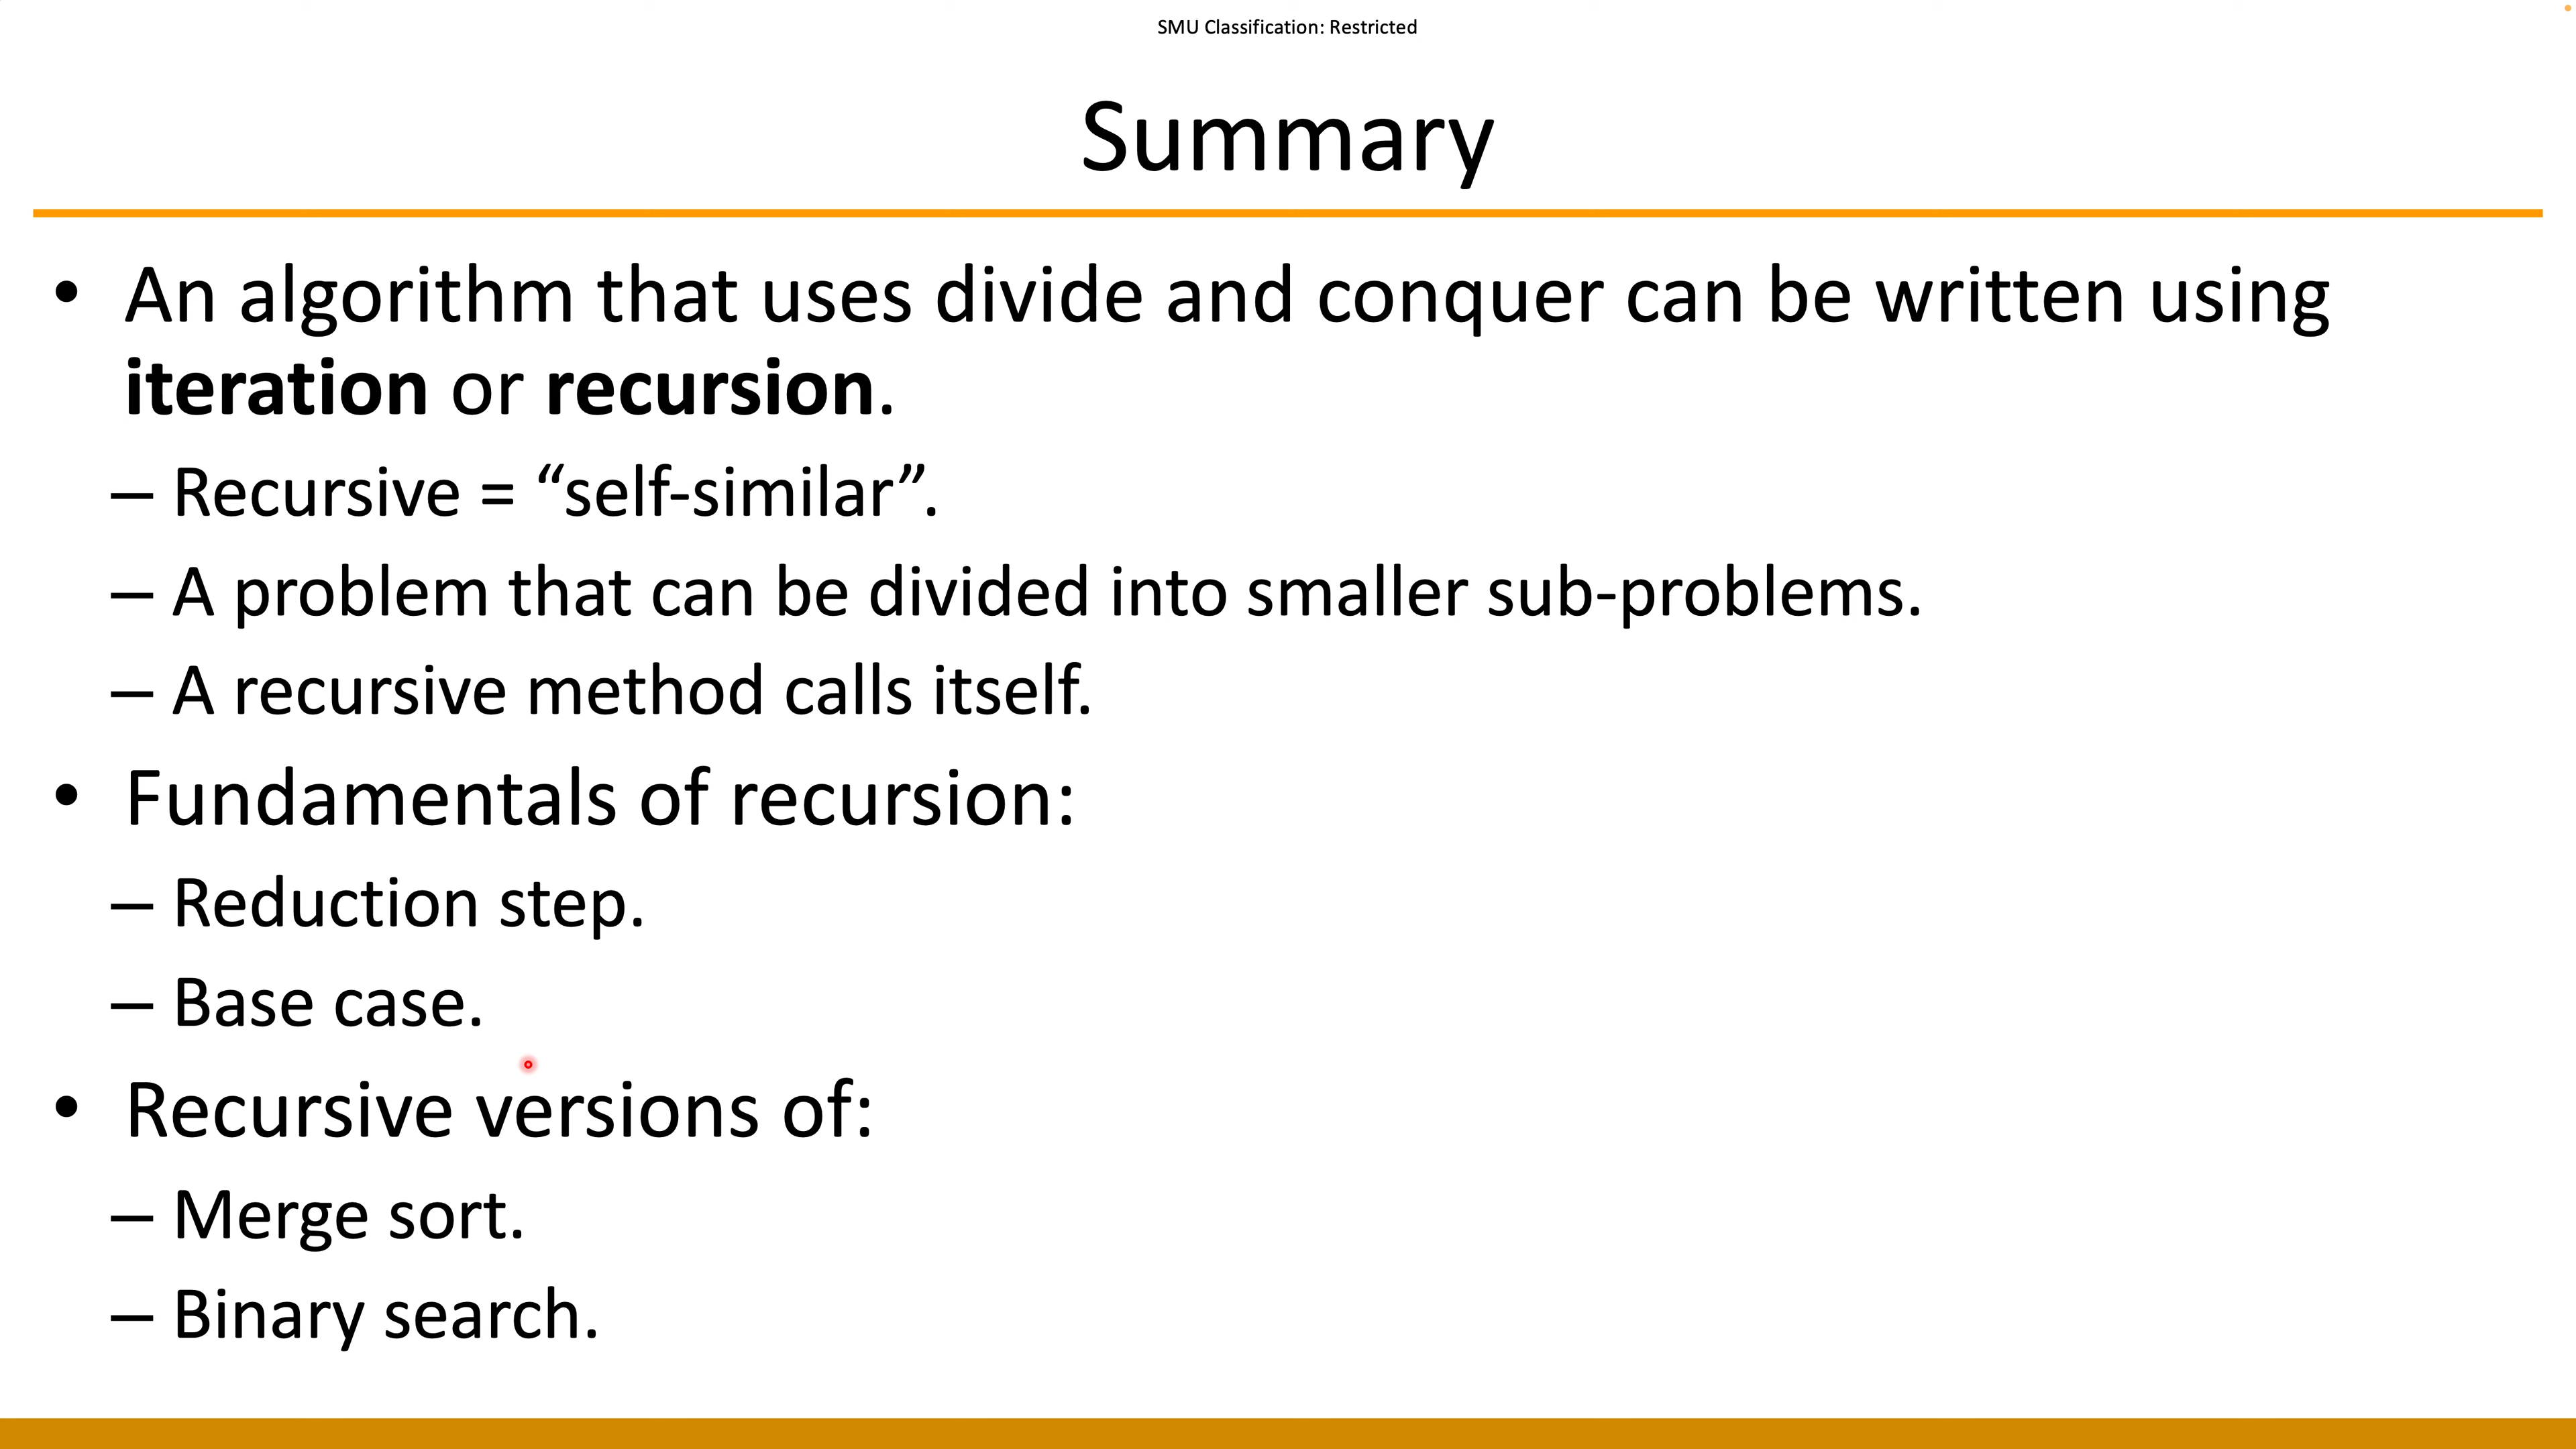 SMU Classification: Restricted
Summary
• An algorithm that uses divide and conquer can be written using
iteration or recursion.
– Recursive = “self-similar”.
– A problem that can be divided into smaller sub-problems.
– A recursive method calls itself.
• Fundamentals of recursion:
– Reduction step.
– Base case.
• Recursive versions of:
– Merge sort.
– Binary search.